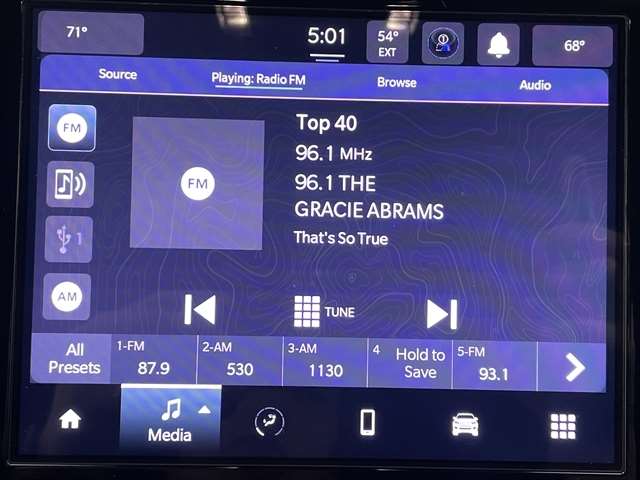 71°
5:01
54°
EXT
68°
Source
Playing: Radio FM
Browse
Audio
FM
FM
Top 40
96.1 MHz
96.1 THE
GRACIE ABRAMS
That's So True
1
AM
TUNE
All
Presets
1-FM
87.9
2-AM
530
3-AM
1130
4
Hold to
Save
5-FM
93.1
Media